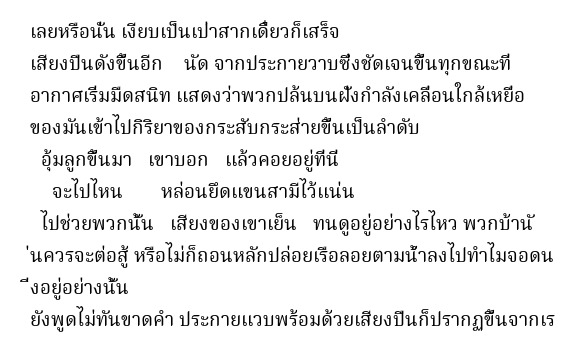 เลยหรือนั่น เงียบเป็นเป่าสากเดี๋ยวก็เสร็จ
เสียงปืนดังขึ้นอีก นัด จากประกายวาบซึ่งชัดเจนขึ้นทุกขณะที่
อากาศเริ่มมืดสนิท แสดงว่าพวกปล้นบนฝั่งกำลังเคลื่อนใกล้เหยื่อ
ของมันเข้าไปกิริยาของกระสับกระส่ายขึ้นเป็นลำดับ
อุ้มลูกขึ้นมา เขาบอก แล้วคอยอยู่ที่นี่
จะไปไหน หล่อนยึดแขนสามีไว้แน่น
ไปช่วยพวกนั้น เสียงของเขาเย็น ทนดูอยู่อย่างไรไหว พวกบ้านั
่นควรจะต่อสู้ หรือไม่ก็ถอนหลักปล่อยเรือลอยตามน้ำลงไปทำไมจอดน
ิ่งอยู่อย่างนั้น
ยังพูดไม่ทันขาดคำ ประกายแวบพร้อมด้วยเสียงปืนก็ปรากฏขึ้นจากเร